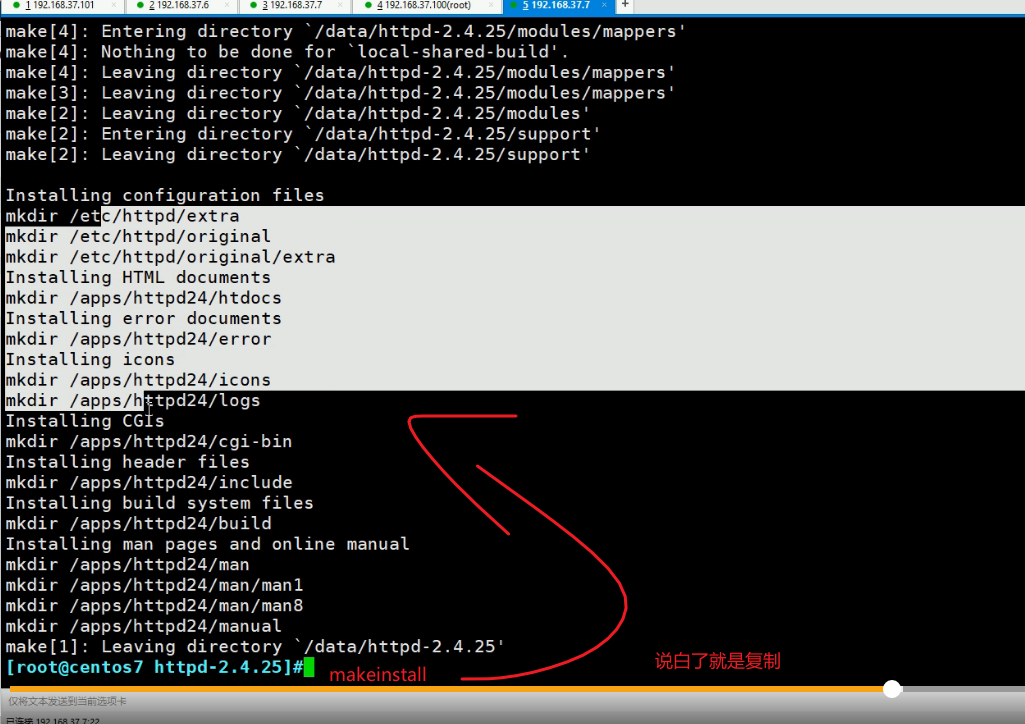 1 192.168.37.101 × 2 192.168.37.6 × 3 192.168.37.7 × 4 192.168.37.100(root) × 5 192.168.37.7 × +
make[4]: Entering directory `/data/httpd-2.4.25/modules/mappers'
make[4]: Nothing to be done for `local-shared-build'.
make[4]: Leaving directory `/data/httpd-2.4.25/modules/mappers'
make[3]: Leaving directory `/data/httpd-2.4.25/modules/mappers'
make[2]: Leaving directory `/data/httpd-2.4.25/modules'
make[2]: Entering directory `/data/httpd-2.4.25/support'
make[2]: Leaving directory `/data/httpd-2.4.25/support'
Installing configuration files
mkdir /etc/httpd/extra
mkdir /etc/httpd/original
mkdir /etc/httpd/original/extra
Installing HTML documents
mkdir /apps/httpd24/htdocs
Installing error documents
mkdir /apps/httpd24/error
Installing icons
mkdir /apps/httpd24/icons
mkdir /apps/httpd24/logs
Installing CGIs
mkdir /apps/httpd24/cgi-bin
Installing header files
mkdir /apps/httpd24/include
Installing build system files
mkdir /apps/httpd24/build
Installing man pages and online manual
mkdir /apps/httpd24/man
mkdir /apps/httpd24/man/man1
mkdir /apps/httpd24/man/man8
mkdir /apps/httpd24/manual
make[1]: Leaving directory `/data/httpd-2.4.25'
[root@centos7 httpd-2.4.25]#
makeinstall
说白了就是复制
仅将文本发送到当前选项卡
已连接 192.168.37.7:22